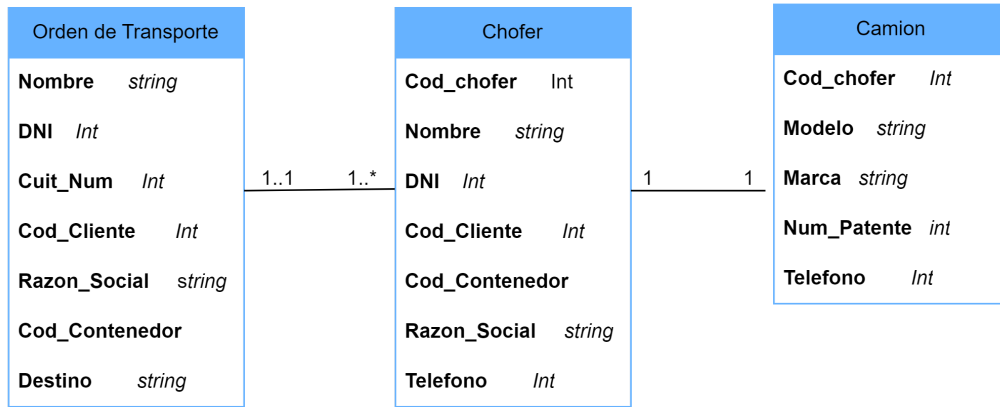 Orden de Transporte
Nombre string
DNI Int
Cuit_Num Int
Cod_Cliente Int
Razon_Social string
Cod_Contenedor
Destino string
1..1 1..*
Chofer
Cod_chofer Int
Nombre string
DNI Int
Cod_Cliente Int
Cod_Contenedor
Razon_Social string
Telefono Int
1 1
Camion
Cod_chofer Int
Modelo string
Marca string
Num_Patente int
Telefono Int